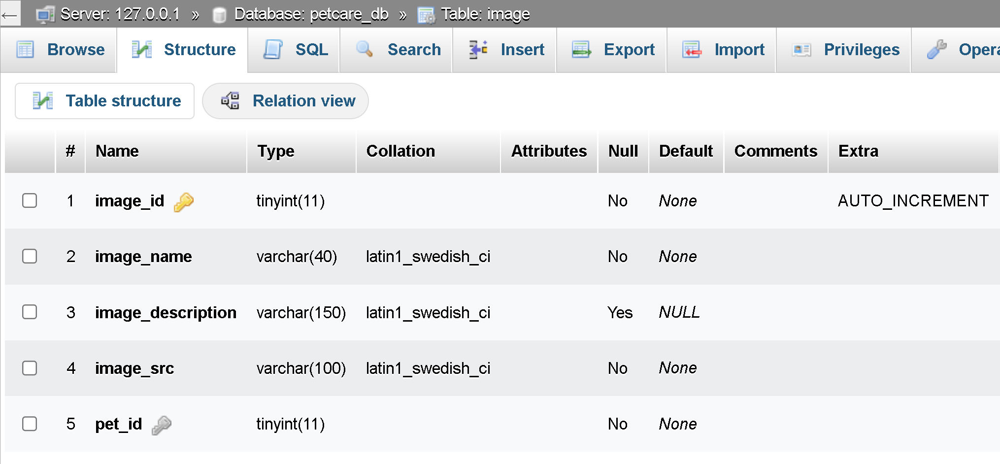 ← Server: 127.0.0.1 » Database: petcare_db » Table: image
Browse Structure SQL Search Insert Export Import Privileges Opera
Table structure Relation view
# Name Type Collation Attributes Null Default Comments Extra
1 image_id tinyint(11) No None AUTO_INCREMENT
2 image_name varchar(40) latin1_swedish_ci No None
3 image_description varchar(150) latin1_swedish_ci Yes NULL
4 image_src varchar(100) latin1_swedish_ci No None
5 pet_id tinyint(11) No None